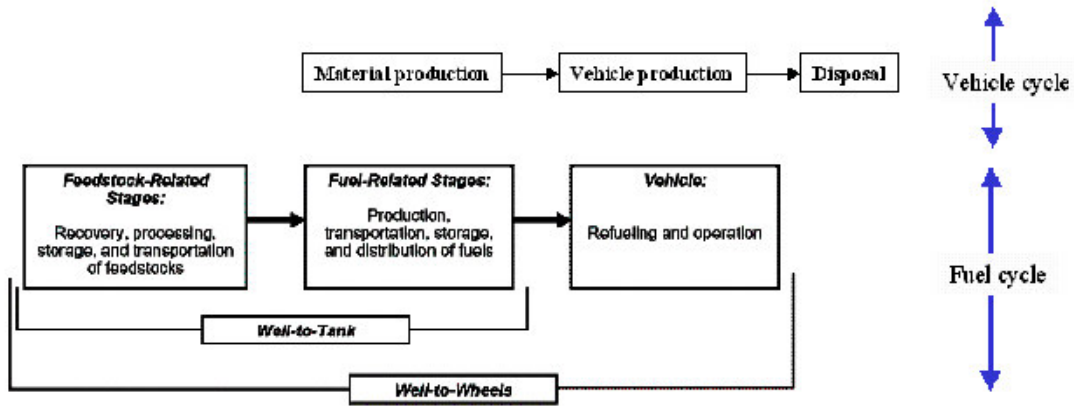 Material production
Vehicle production
Disposal
Vehicle cycle
Feedstock-Related
Stages:
Recovery, processing,
storage, and transportation
of feedstocks
Fuel-Related Stages:
Production,
transportation, storage,
and distribution of fuels
Vehicle:
Refueling and operation
Fuel cycle
Well-to-Tank
Well-to-Wheels